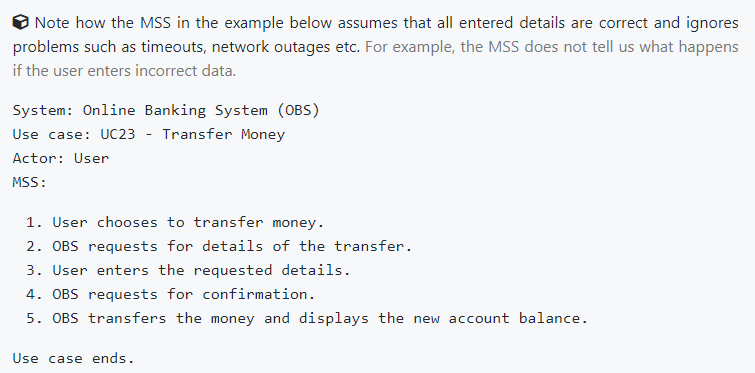 Note how the MSS in the example below assumes that all entered details are correct and ignores
problems such as timeouts, network outages etc. For example, the MSS does not tell us what happens
if the user enters incorrect data.
System: Online Banking System (OBS)
Use case: UC23 - Transfer Money
Actor: User
MSS:
1. User chooses to transfer money.
2. OBS requests for details of the transfer.
3. User enters the requested details.
4. OBS requests for confirmation.
5. OBS transfers the money and displays the new account balance.
Use case ends.